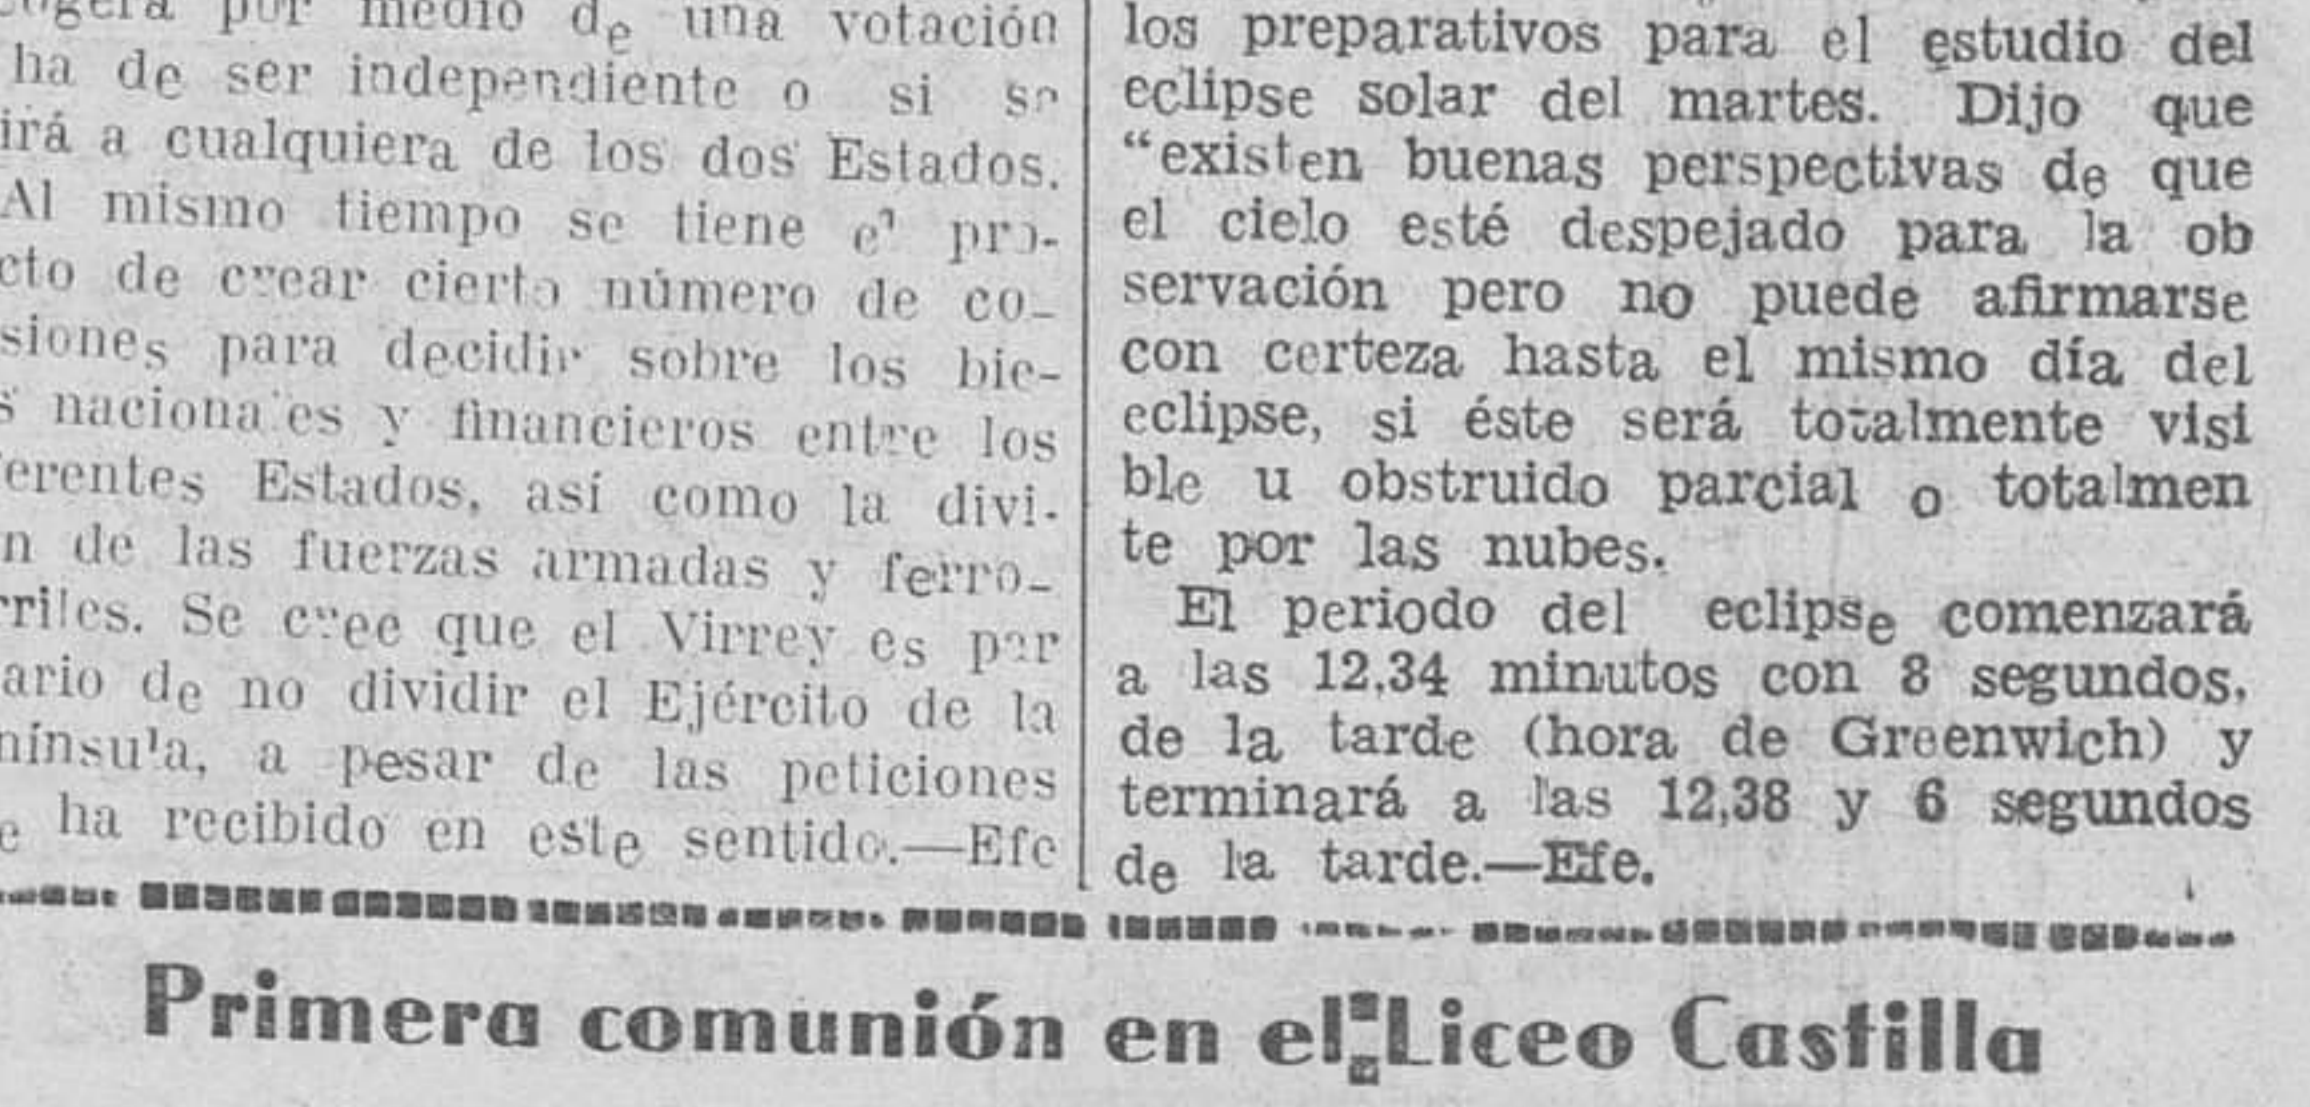 por medio de una votación
ha de ser independiente o si se
irá a cualquiera de los dos Estados.
Al mismo tiempo se tiene el pro-
cto de crear cierto número de co-
siones para decidir sobre los bie-
s nacionales y financieros entre los
ferentes Estados, así como la divi-
n de las fuerzas armadas y ferro-
rriles. Se cree que el Virrey es par
ario de no dividir el Ejército de la
nínsula, a pesar de las peticiones
e ha recibido en este sentido.—Efe
los preparativos para el estudio del
eclipse solar del martes. Dijo que
“existen buenas perspectivas de que
el cielo esté despejado para la ob
servación pero no puede afirmarse
con certeza hasta el mismo día del
eclipse, si éste será totalmente visi
ble u obstruido parcial o totalmen
te por las nubes.
El periodo del eclipse comenzará
a las 12,34 minutos con 8 segundos,
de la tarde (hora de Greenwich) y
terminará a las 12,38 y 6 segundos
de la tarde.—Efe.
Primera comunión en el Liceo Castilla